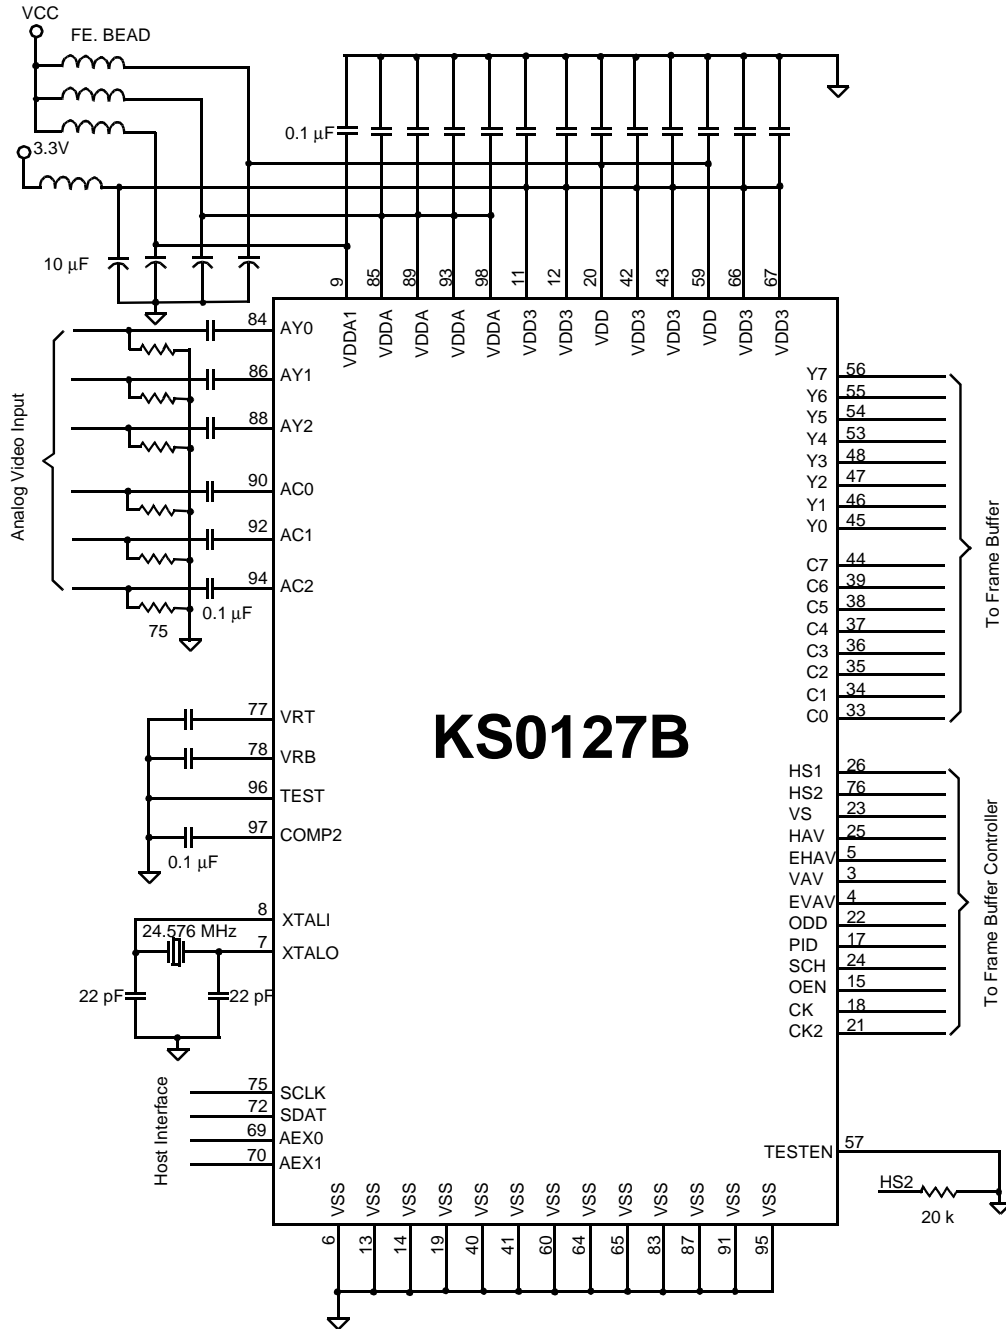 VCC
FE. BEAD
0.1 μF
3.3V
10 μF
9
85
89
93
98
11
12
20
42
43
59
66
67
VDDA1
VDDA
VDDA
VDDA
VDDA
VDD3
VDD3
VDD
VDD3
VDD3
VDD
VDD3
VDD3
Analog Video Input
84 AY0
86 AY1
88 AY2
90 AC0
92 AC1
94 AC2
0.1 μF
75
77 VRT
78 VRB
96 TEST
97 COMP2
0.1 μF
8 XTALI
24.576 MHz
7 XTALO
22 pF
22 pF
Host Interface
75 SCLK
72 SDAT
69 AEX0
70 AEX1
KS0127B
Y7 56
Y6 55
Y5 54
Y4 53
Y3 48
Y2 47
Y1 46
Y0 45
C7 44
C6 39
C5 38
C4 37
C3 36
C2 35
C1 34
C0 33
To Frame Buffer
HS1 26
HS2 76
VS 23
HAV 25
EHAV 5
VAV 3
EVAV 4
ODD 22
PID 17
SCH 24
OEN 15
CK 18
CK2 21
To Frame Buffer Controller
TESTEN 57
HS2
20 k
VSS
VSS
VSS
VSS
VSS
VSS
VSS
VSS
VSS
VSS
VSS
VSS
VSS
6
13
14
19
40
41
60
64
65
83
87
91
95